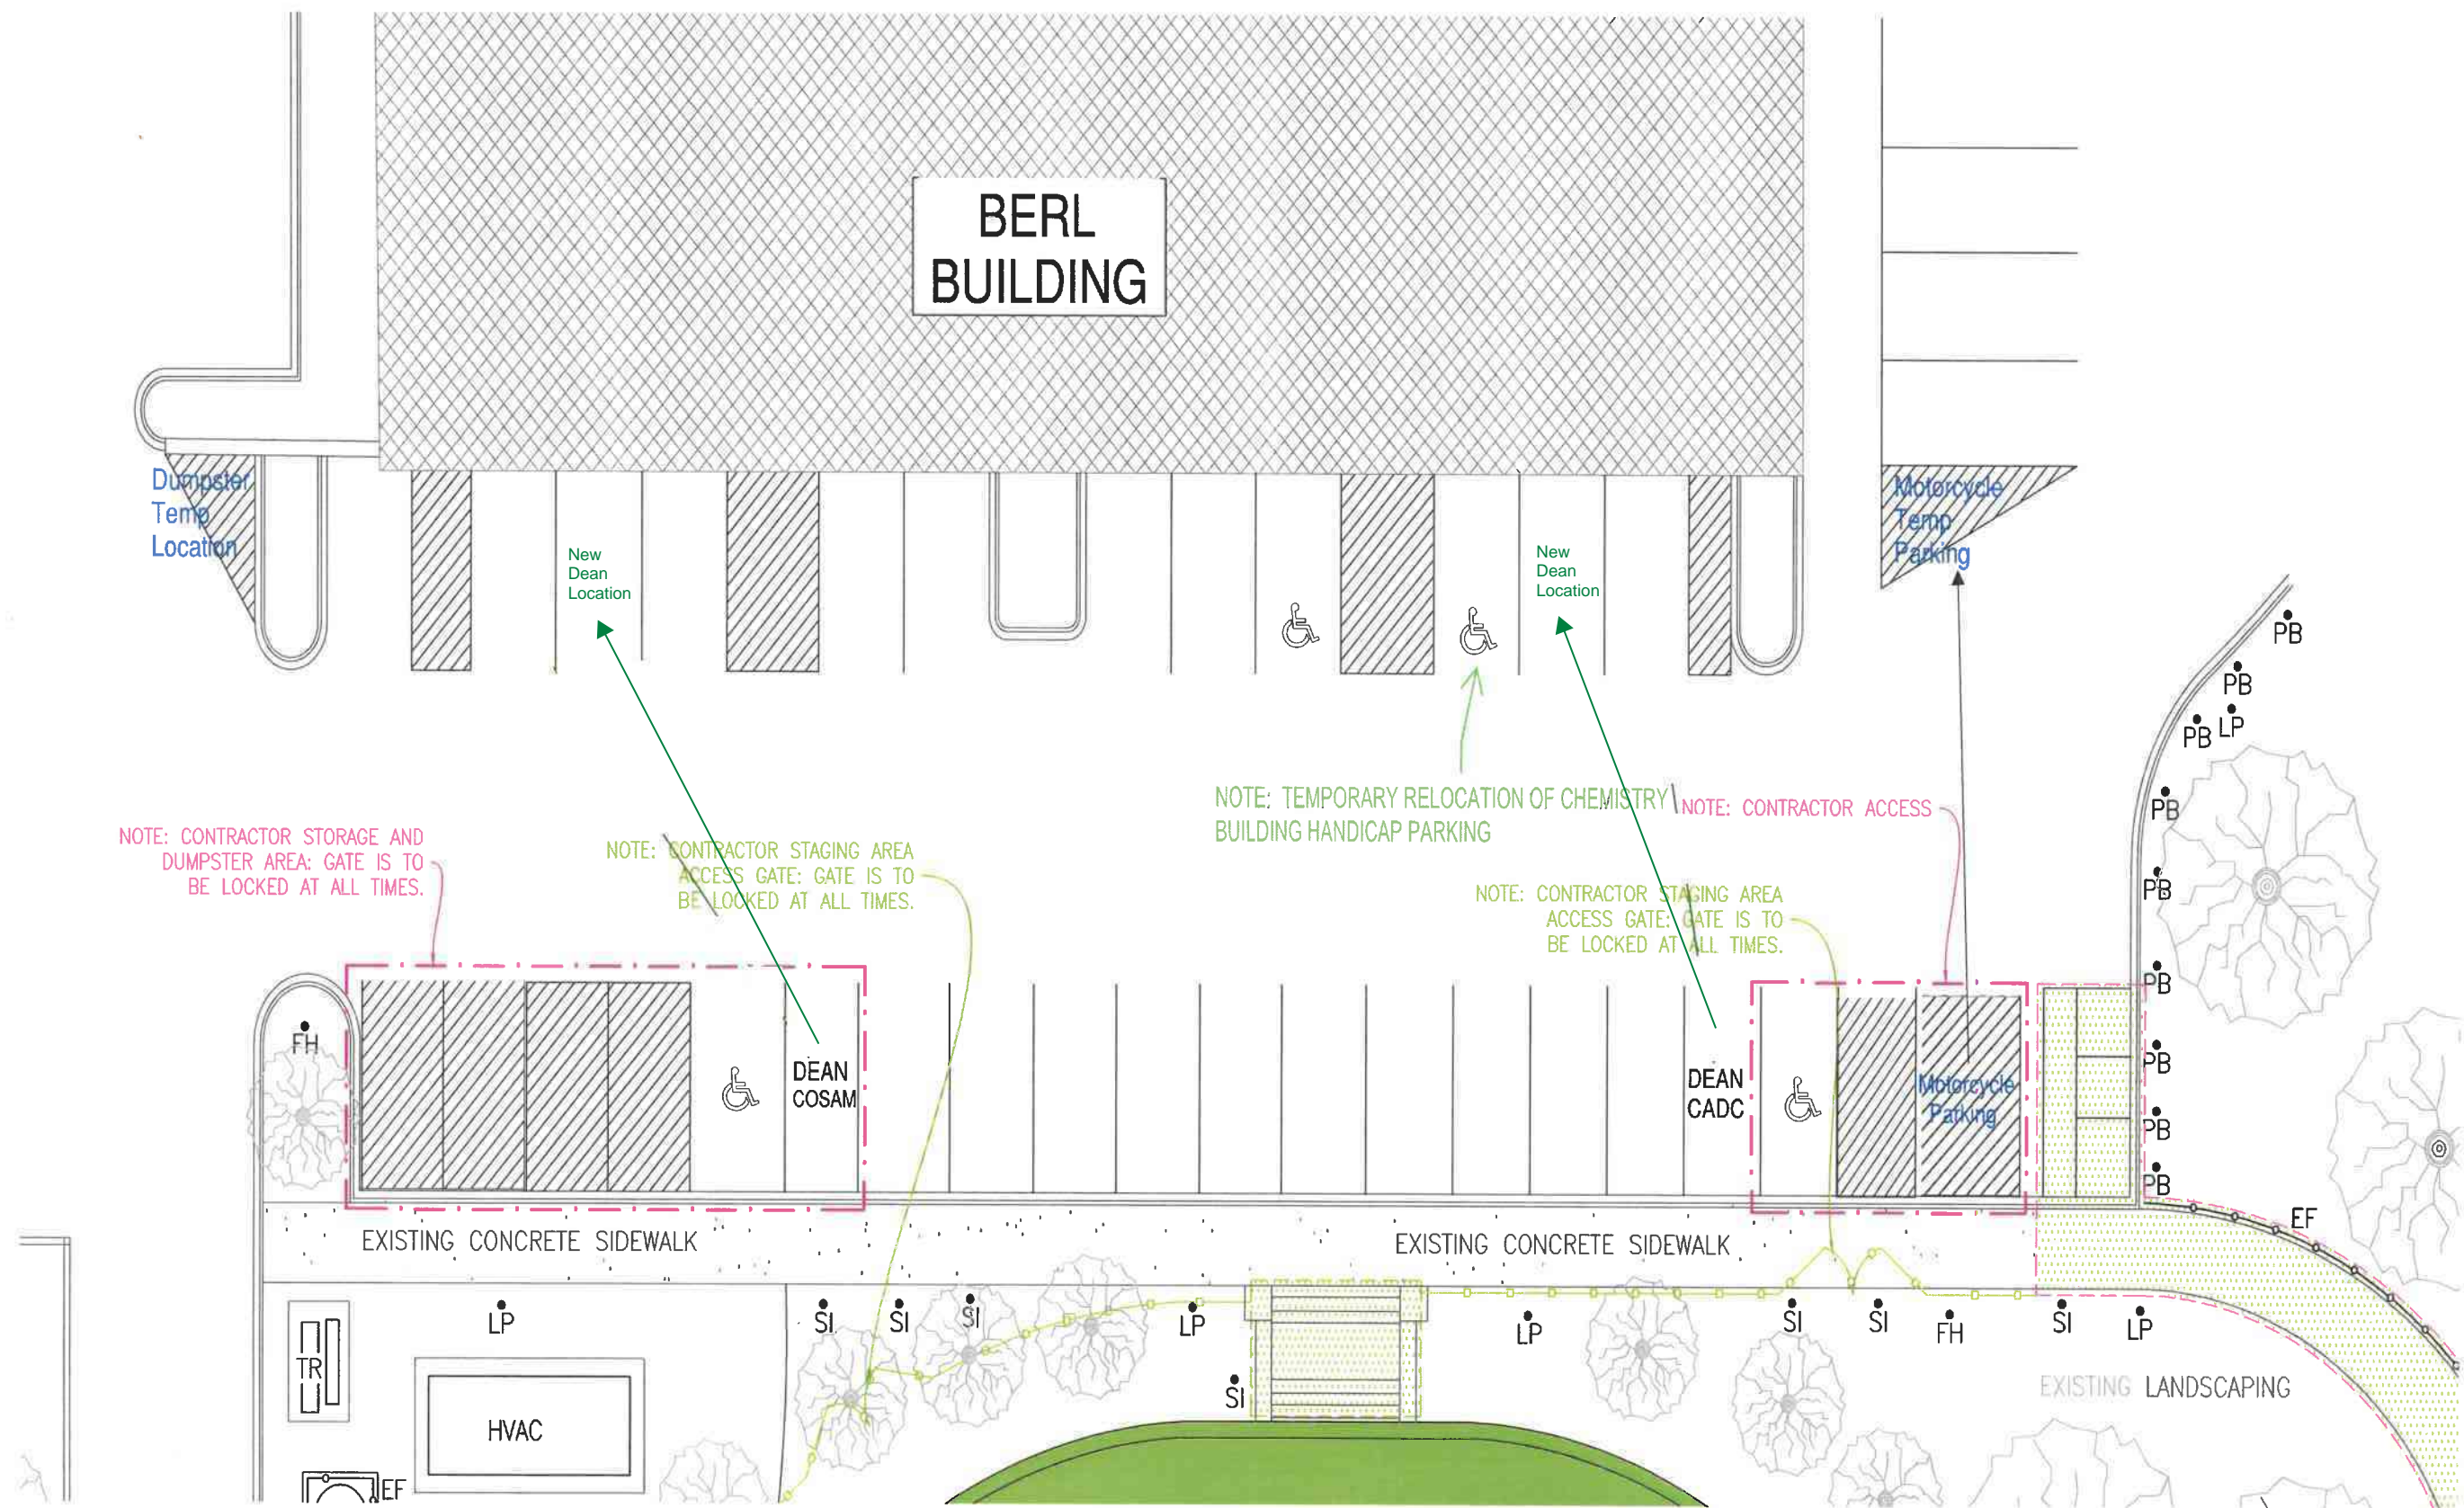 BERL
BUILDING
Dumpster
Temp
Location
New
Dean
Location
New
Dean
Location
Motorcycle
Temp
Parking
PB
PB
PB
LP
PB
PB
PB
PB
PB
PB
NOTE: TEMPORARY RELOCATION OF CHEMISTRY
BUILDING HANDICAP PARKING
NOTE: CONTRACTOR ACCESS
NOTE: CONTRACTOR STORAGE AND
DUMPSTER AREA: GATE IS TO
BE LOCKED AT ALL TIMES.
NOTE: CONTRACTOR STAGING AREA
ACCESS GATE: GATE IS TO
BE LOCKED AT ALL TIMES.
NOTE: CONTRACTOR STAGING AREA
ACCESS GATE: GATE IS TO
BE LOCKED AT ALL TIMES.
FH
DEAN
COSAM
DEAN
CADC
Motorcycle
Parking
EXISTING CONCRETE SIDEWALK
EXISTING CONCRETE SIDEWALK
EF
LP
SI
SI
SI
LP
LP
SI
SI
FH
SI
LP
TR
SI
HVAC
EXISTING LANDSCAPING
EF